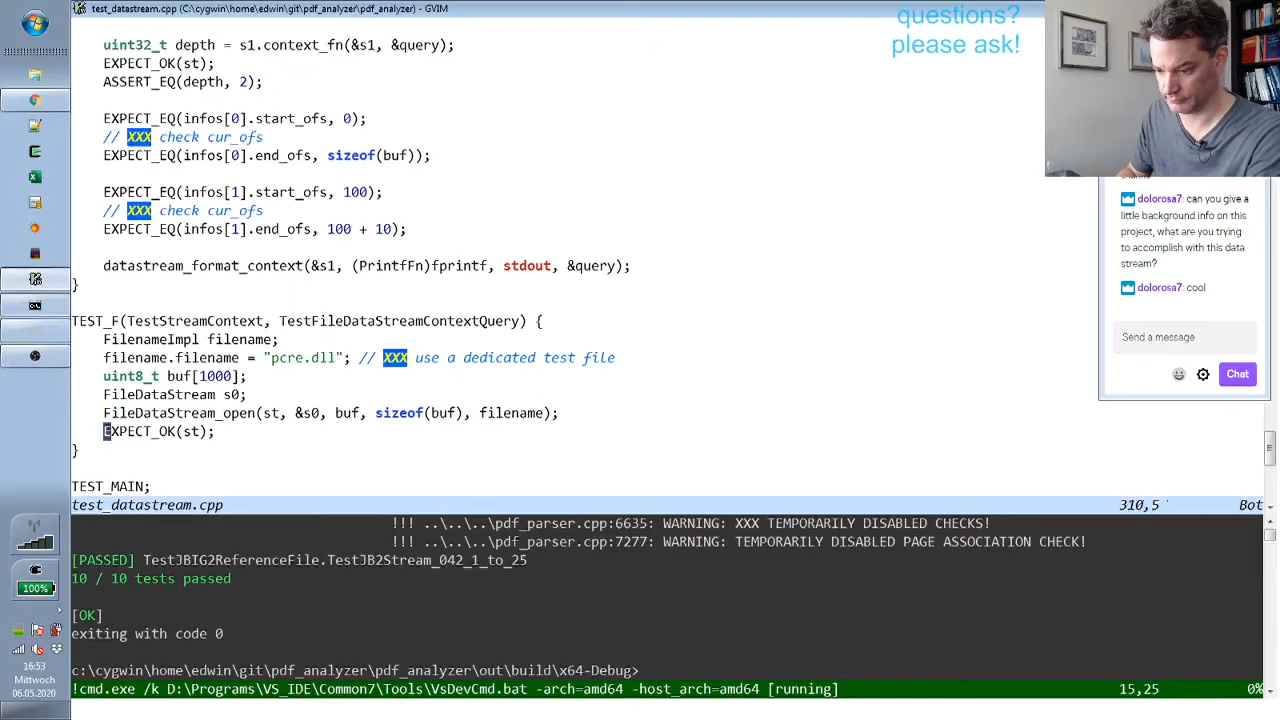 test_datastream.cpp (C:\cygwin\home\edwin\git\pdf_analyzer\pdf_analyzer) - GVIM
questions?
please ask!
uint32_t depth = s1.context_fn(&s1, &query);
EXPECT_OK(st);
ASSERT_EQ(depth, 2);
EXPECT_EQ(infos[0].start_ofs, 0);
// XXX check cur_ofs
EXPECT_EQ(infos[0].end_ofs, sizeof(buf));
EXPECT_EQ(infos[1].start_ofs, 100);
// XXX check cur_ofs
EXPECT_EQ(infos[1].end_ofs, 100 + 10);
datastream_format_context(&s1, (PrintfFn)fprintf, stdout, &query);
}
TEST_F(TestStreamContext, TestFileDataStreamContextQuery) {
FilenameImpl filename;
filename.filename = "pcre.dll"; // XXX use a dedicated test file
uint8_t buf[1000];
FileDataStream s0;
FileDataStream_open(st, &s0, buf, sizeof(buf), filename);
EXPECT_OK(st);
}
TEST_MAIN;
test_datastream.cpp 310,5 Bot
!!! ..\..\..\pdf_parser.cpp:6635: WARNING: XXX TEMPORARILY DISABLED CHECKS!
!!! ..\..\..\pdf_parser.cpp:7277: WARNING: TEMPORARILY DISABLED PAGE ASSOCIATION CHECK!
[PASSED] TestJBIG2ReferenceFile.TestJB2Stream_042_1_to_25
10 / 10 tests passed
[OK]
exiting with code 0
c:\cygwin\home\edwin\git\pdf_analyzer\pdf_analyzer\out\build\x64-Debug>
!cmd.exe /k D:\Programs\VS_IDE\Common7\Tools\VsDevCmd.bat -arch=amd64 -host_arch=amd64 [running] 15,25 0%
dolorosa7: can you give a
little background info on this
project, what are you trying
to accomplish with this data
stream?
dolorosa7: cool
Send a message
Chat
100%
16:53
Mittwoch
06.05.2020